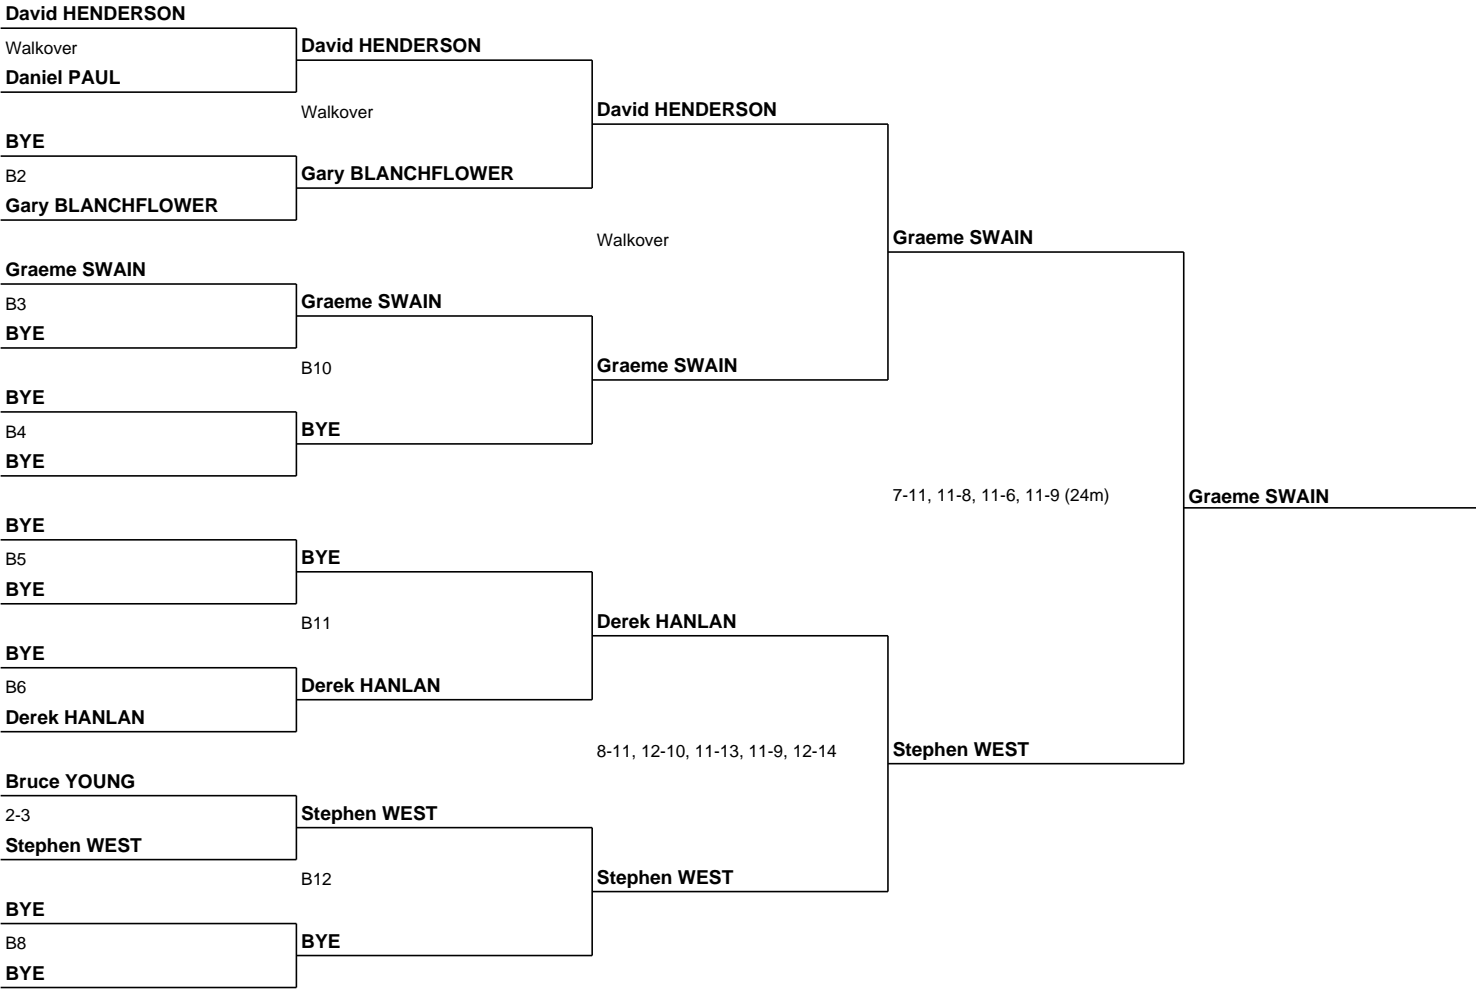 David HENDERSON
Walkover
Daniel PAUL
BYE
B2
Gary BLANCHFLOWER
Graeme SWAIN
B3
BYE
BYE
B4
BYE
BYE
B5
BYE
BYE
B6
Derek HANLAN
Bruce YOUNG
2-3
Stephen WEST
BYE
B8
BYE
David HENDERSON
Walkover
Gary BLANCHFLOWER
Graeme SWAIN
B10
BYE
BYE
B11
Derek HANLAN
Stephen WEST
B12
BYE
David HENDERSON
Walkover
Graeme SWAIN
Derek HANLAN
8-11, 12-10, 11-13, 11-9, 12-14
Stephen WEST
Graeme SWAIN
7-11, 11-8, 11-6, 11-9 (24m)
Stephen WEST
Graeme SWAIN